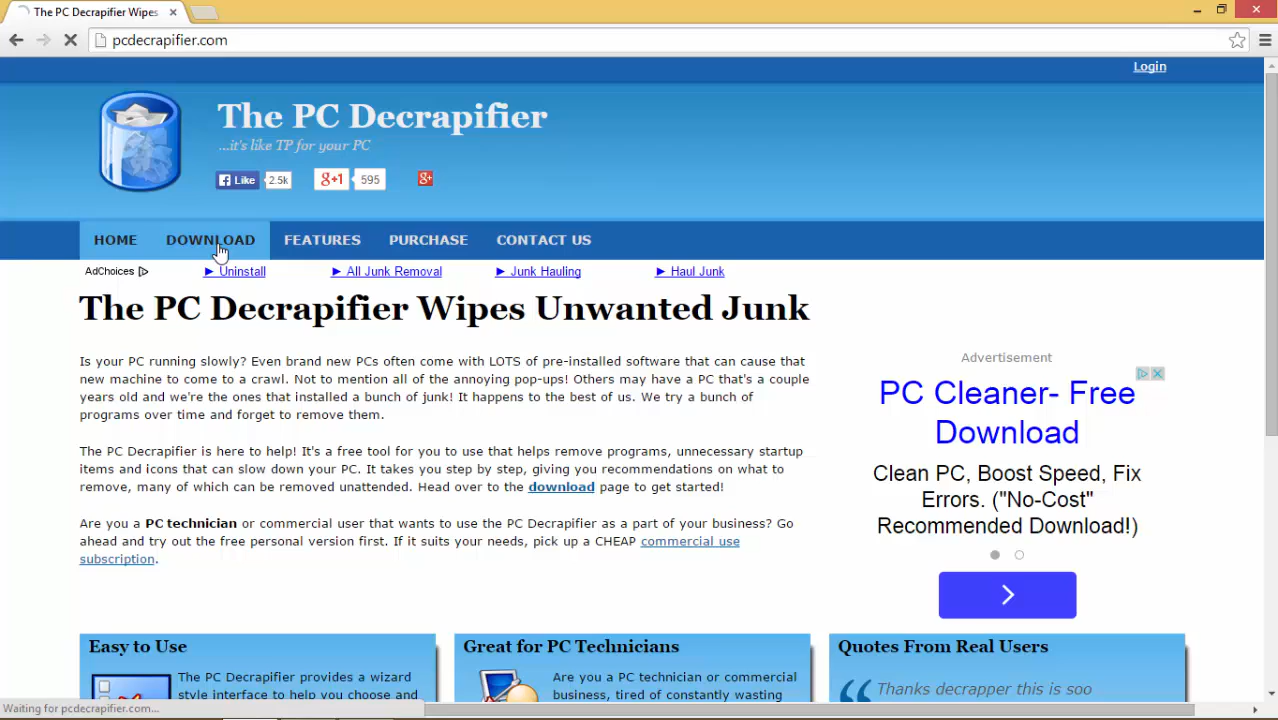 The PC Decrapifier Wipes
pcdecrapifier.com
Login
The PC Decrapifier
...it's like TP for your PC
Like 2.5k
g+1 595
g+
HOME DOWNLOAD FEATURES PURCHASE CONTACT US
AdChoices
► Uninstall ► All Junk Removal ► Junk Hauling ► Haul Junk
The PC Decrapifier Wipes Unwanted Junk
Is your PC running slowly? Even brand new PCs often come with LOTS of pre-installed software that can cause that
new machine to come to a crawl. Not to mention all of the annoying pop-ups! Others may have a PC that's a couple
years old and we're the ones that installed a bunch of junk! It happens to the best of us. We try a bunch of
programs over time and forget to remove them.
The PC Decrapifier is here to help! It's a free tool for you to use that helps remove programs, unnecessary startup
items and icons that can slow down your PC. It takes you step by step, giving you recommendations on what to
remove, many of which can be removed unattended. Head over to the download page to get started!
Are you a PC technician or commercial user that wants to use the PC Decrapifier as a part of your business? Go
ahead and try out the free personal version first. If it suits your needs, pick up a CHEAP commercial use
subscription.
Advertisement
PC Cleaner- Free
Download
Clean PC, Boost Speed, Fix
Errors. ("No-Cost"
Recommended Download!)
Easy to Use
The PC Decrapifier provides a wizard
style interface to help you choose and
Great for PC Technicians
Are you a PC technician or commercial
business, tired of constantly wasting
Quotes From Real Users
Thanks decrapper this is soo
Waiting for pcdecrapifier.com...